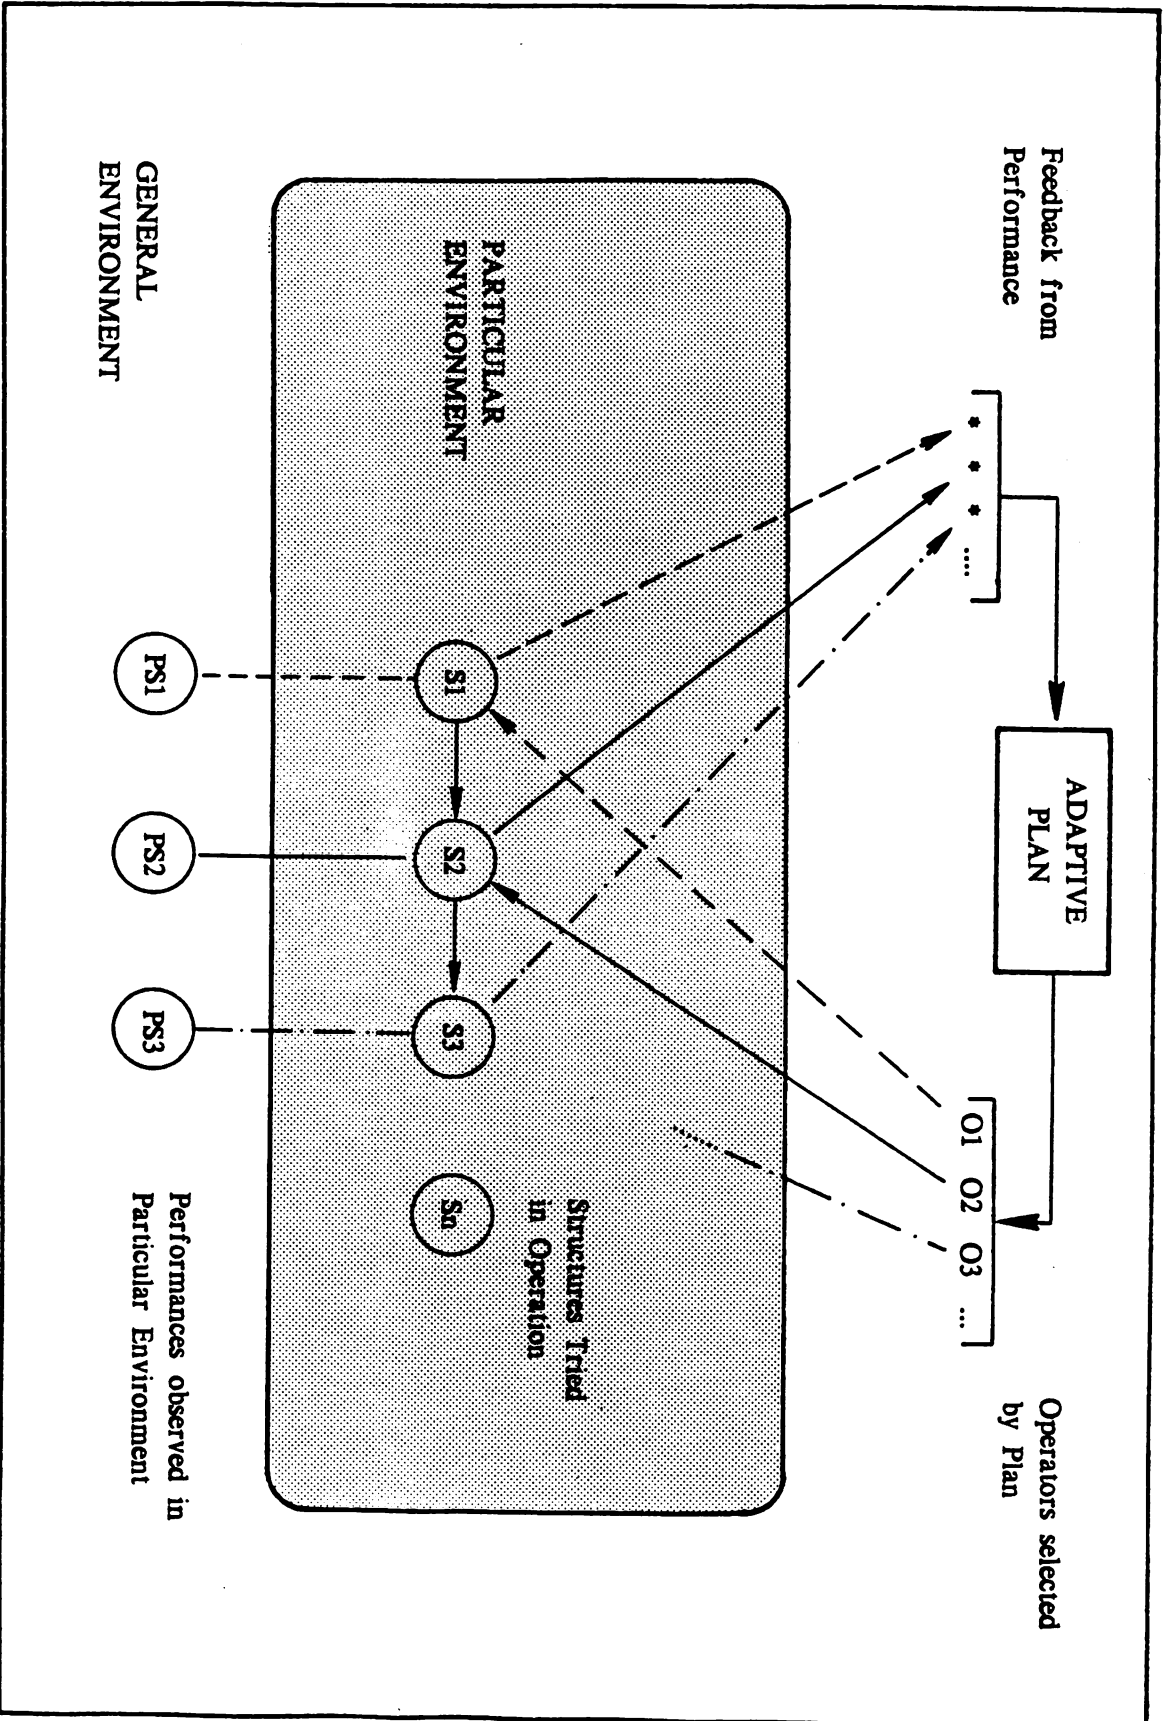 Feedback from
Performance
* * * ....
ADAPTIVE
PLAN
O1 O2 O3 ...
Operators selected
by Plan
PARTICULAR
ENVIRONMENT
Structures Tried
in Operation
S1 S2 S3 Sn
GENERAL
ENVIRONMENT
PS1 PS2 PS3
Performances observed in
Particular Environment